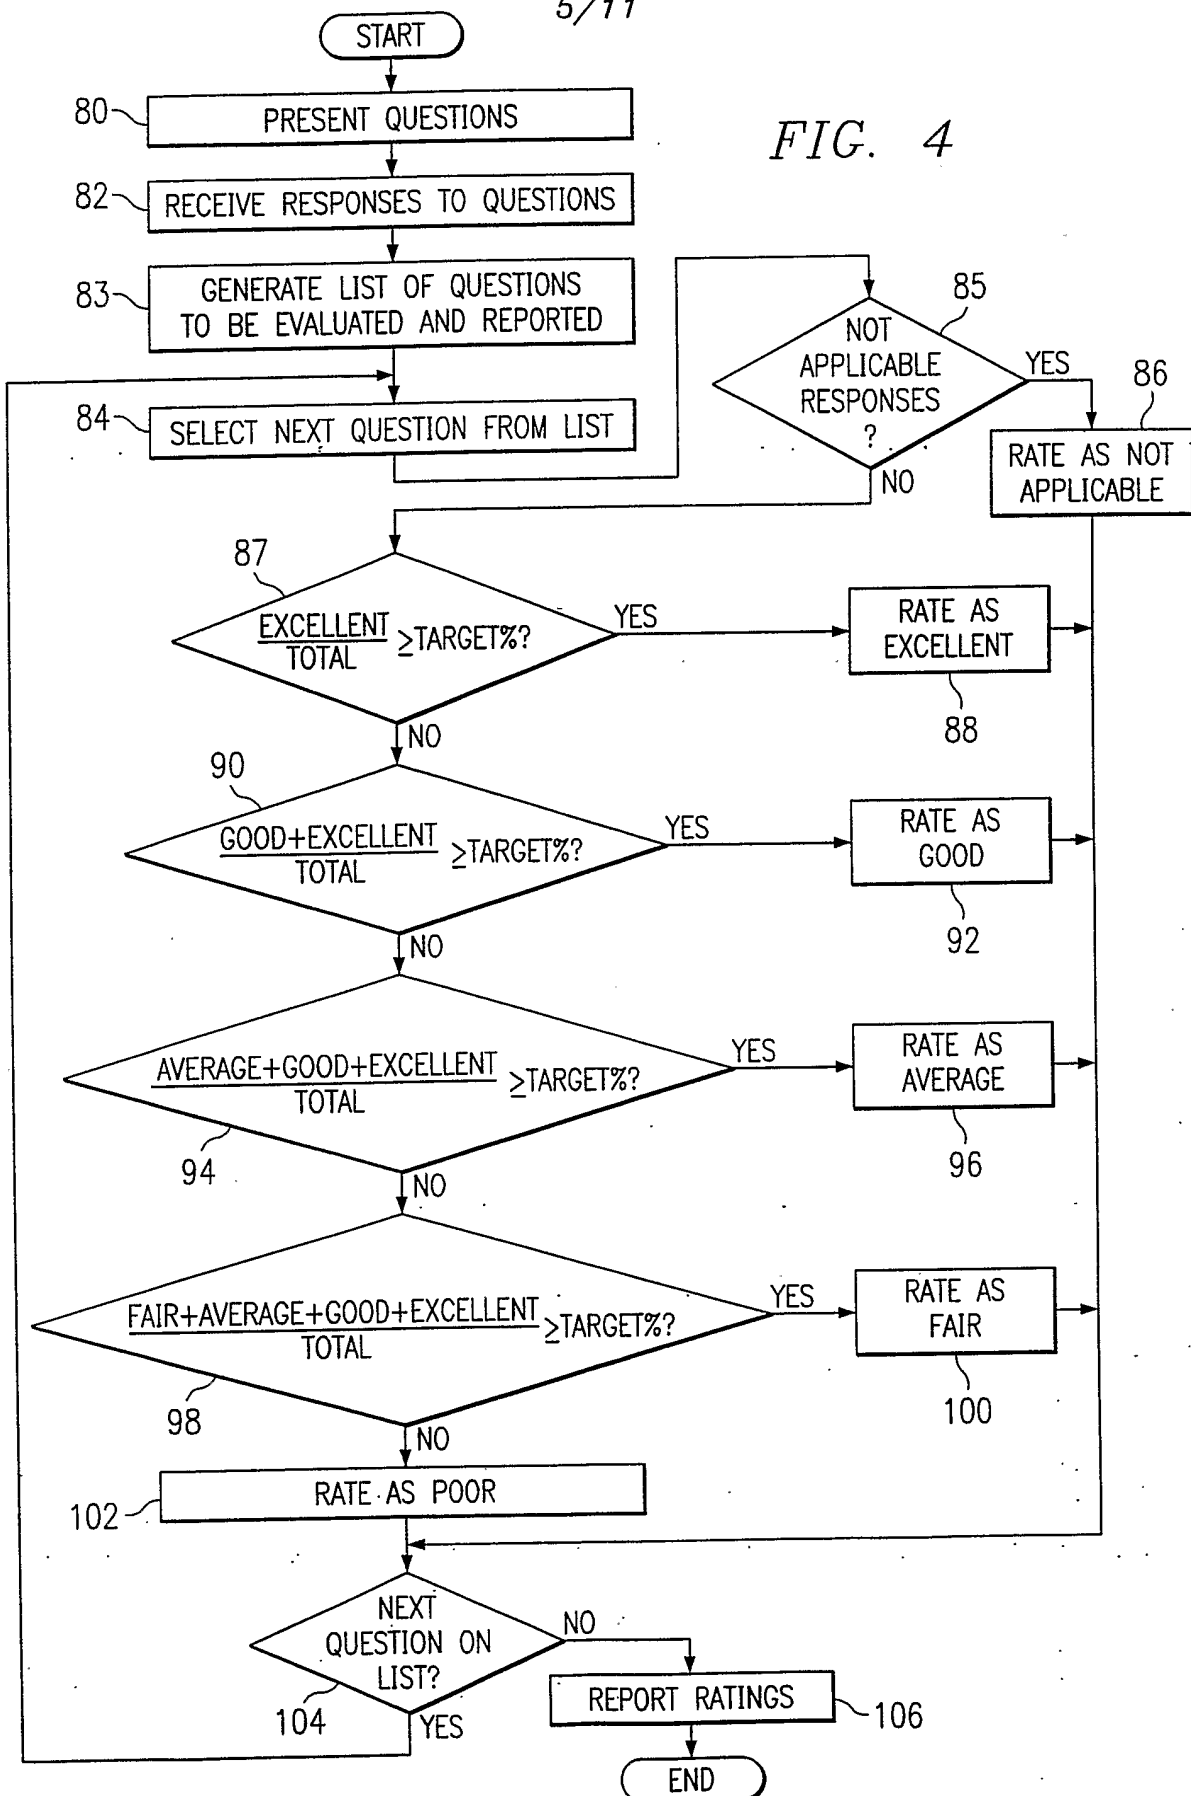 5/11
START
FIG. 4
80
PRESENT QUESTIONS
82
RECEIVE RESPONSES TO QUESTIONS
83
GENERATE LIST OF QUESTIONS
TO BE EVALUATED AND REPORTED
84
SELECT NEXT QUESTION FROM LIST
85
NOT
APPLICABLE
RESPONSES
?
YES
NO
86
RATE AS NOT
APPLICABLE
87
EXCELLENT
TOTAL
≥TARGET%?
YES
NO
RATE AS
EXCELLENT
88
90
GOOD+EXCELLENT
TOTAL
≥TARGET%?
YES
NO
RATE AS
GOOD
92
AVERAGE+GOOD+EXCELLENT
TOTAL
≥TARGET%?
94
YES
NO
RATE AS
AVERAGE
96
FAIR+AVERAGE+GOOD+EXCELLENT
TOTAL
≥TARGET%?
98
YES
NO
RATE AS
FAIR
100
102
RATE AS POOR
NEXT
QUESTION ON
LIST?
104
NO
YES
REPORT RATINGS
106
END